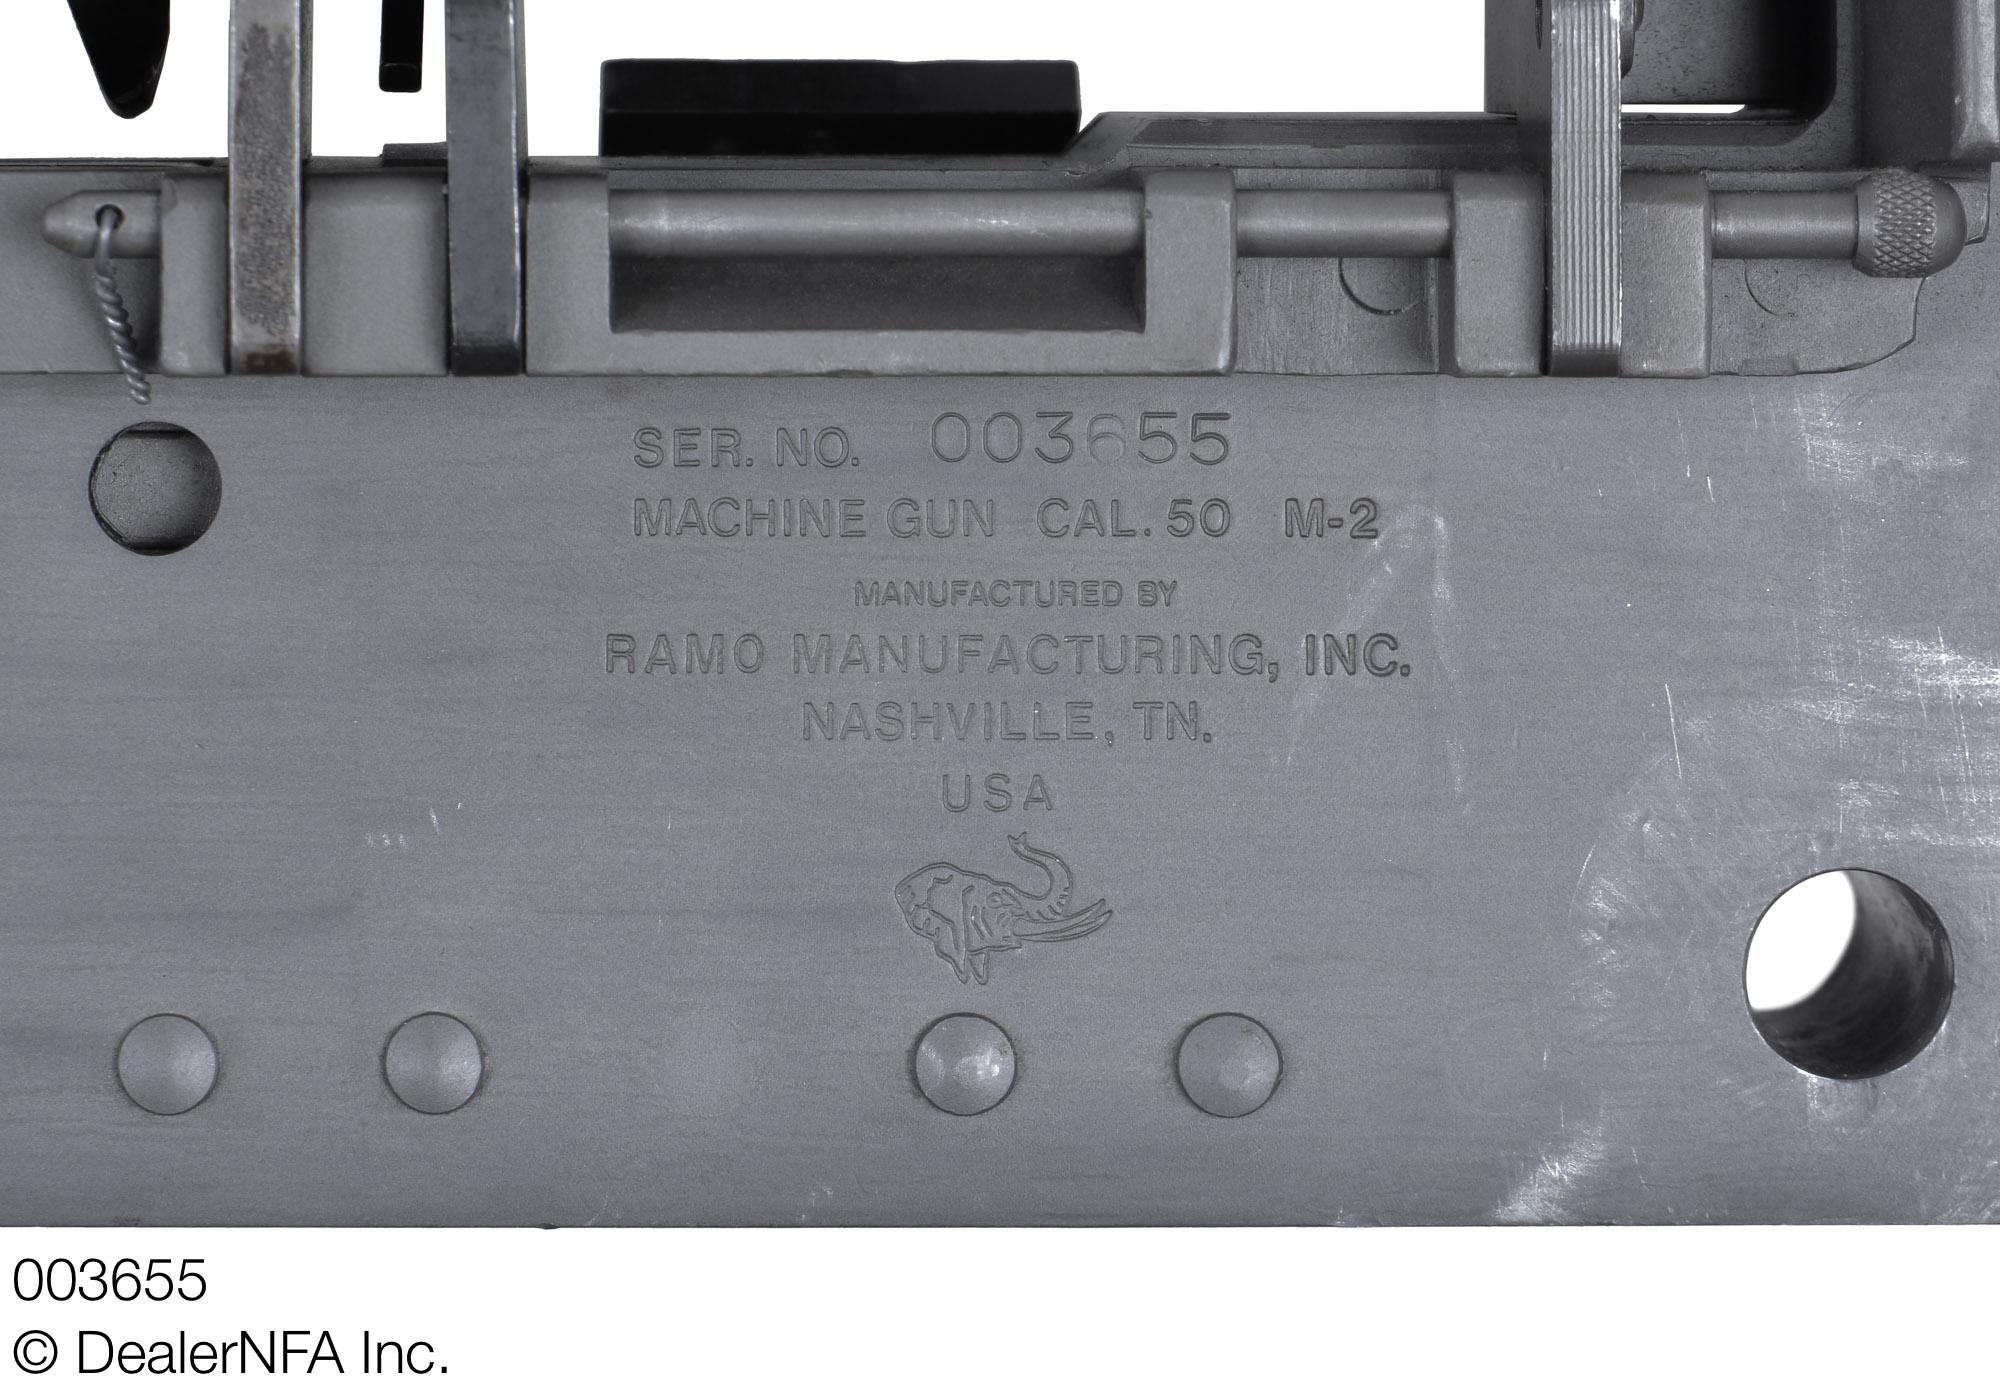 SER. NO. 003655
MACHINE GUN CAL. 50 M-2
MANUFACTURED BY
RAMO MANUFACTURING, INC.
NASHVILLE, TN.
USA
003655
© DealerNFA Inc.